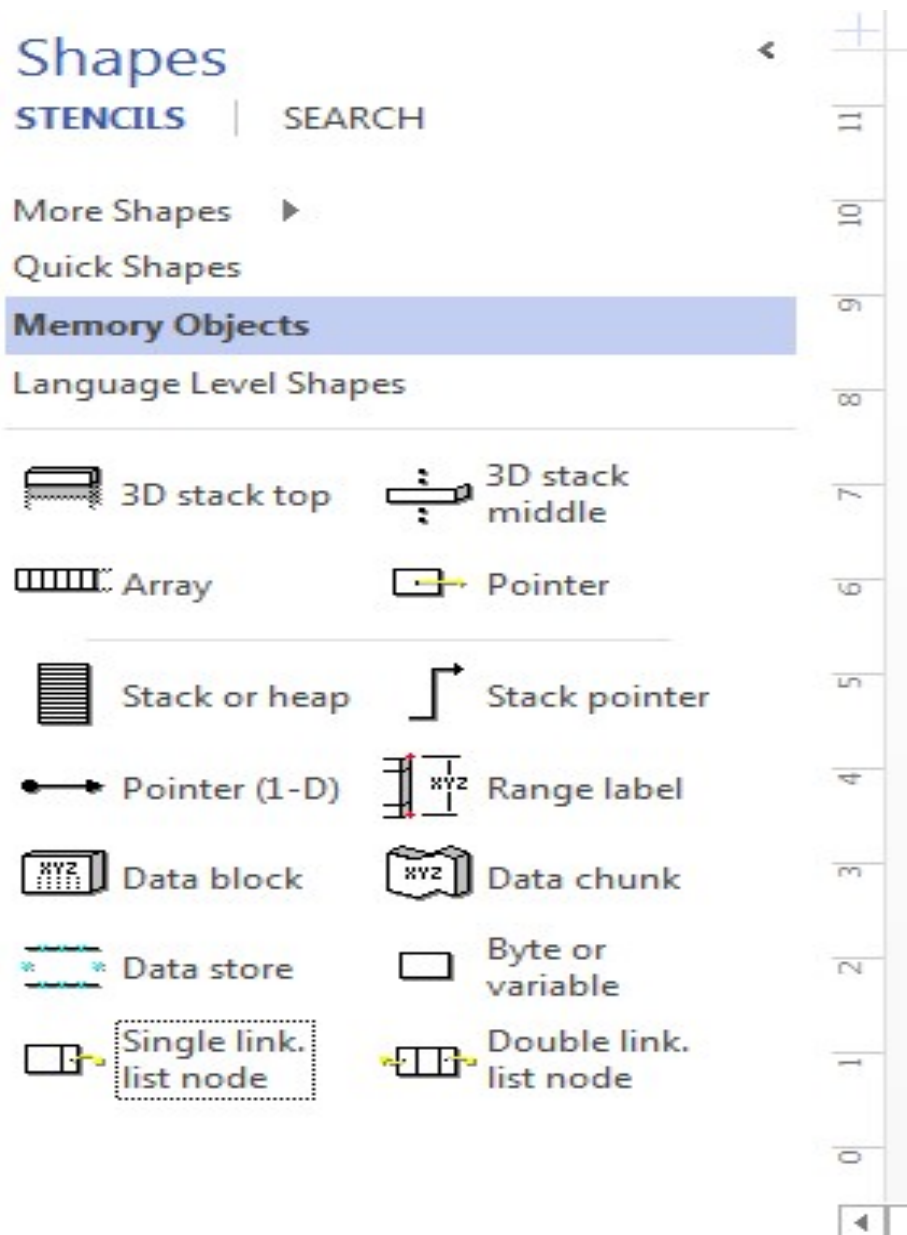 Shapes
STENCILS | SEARCH
More Shapes
Quick Shapes
Memory Objects
Language Level Shapes
3D stack top
3D stack
middle
Array
Pointer
Stack or heap
Stack pointer
Pointer (1-D)
XYZ
Range label
XYZ
Data block
XYZ
Data chunk
Data store
Byte or
variable
Single link.
list node
Double link.
list node
11
10
9
8
7
6
5
4
3
2
1
0